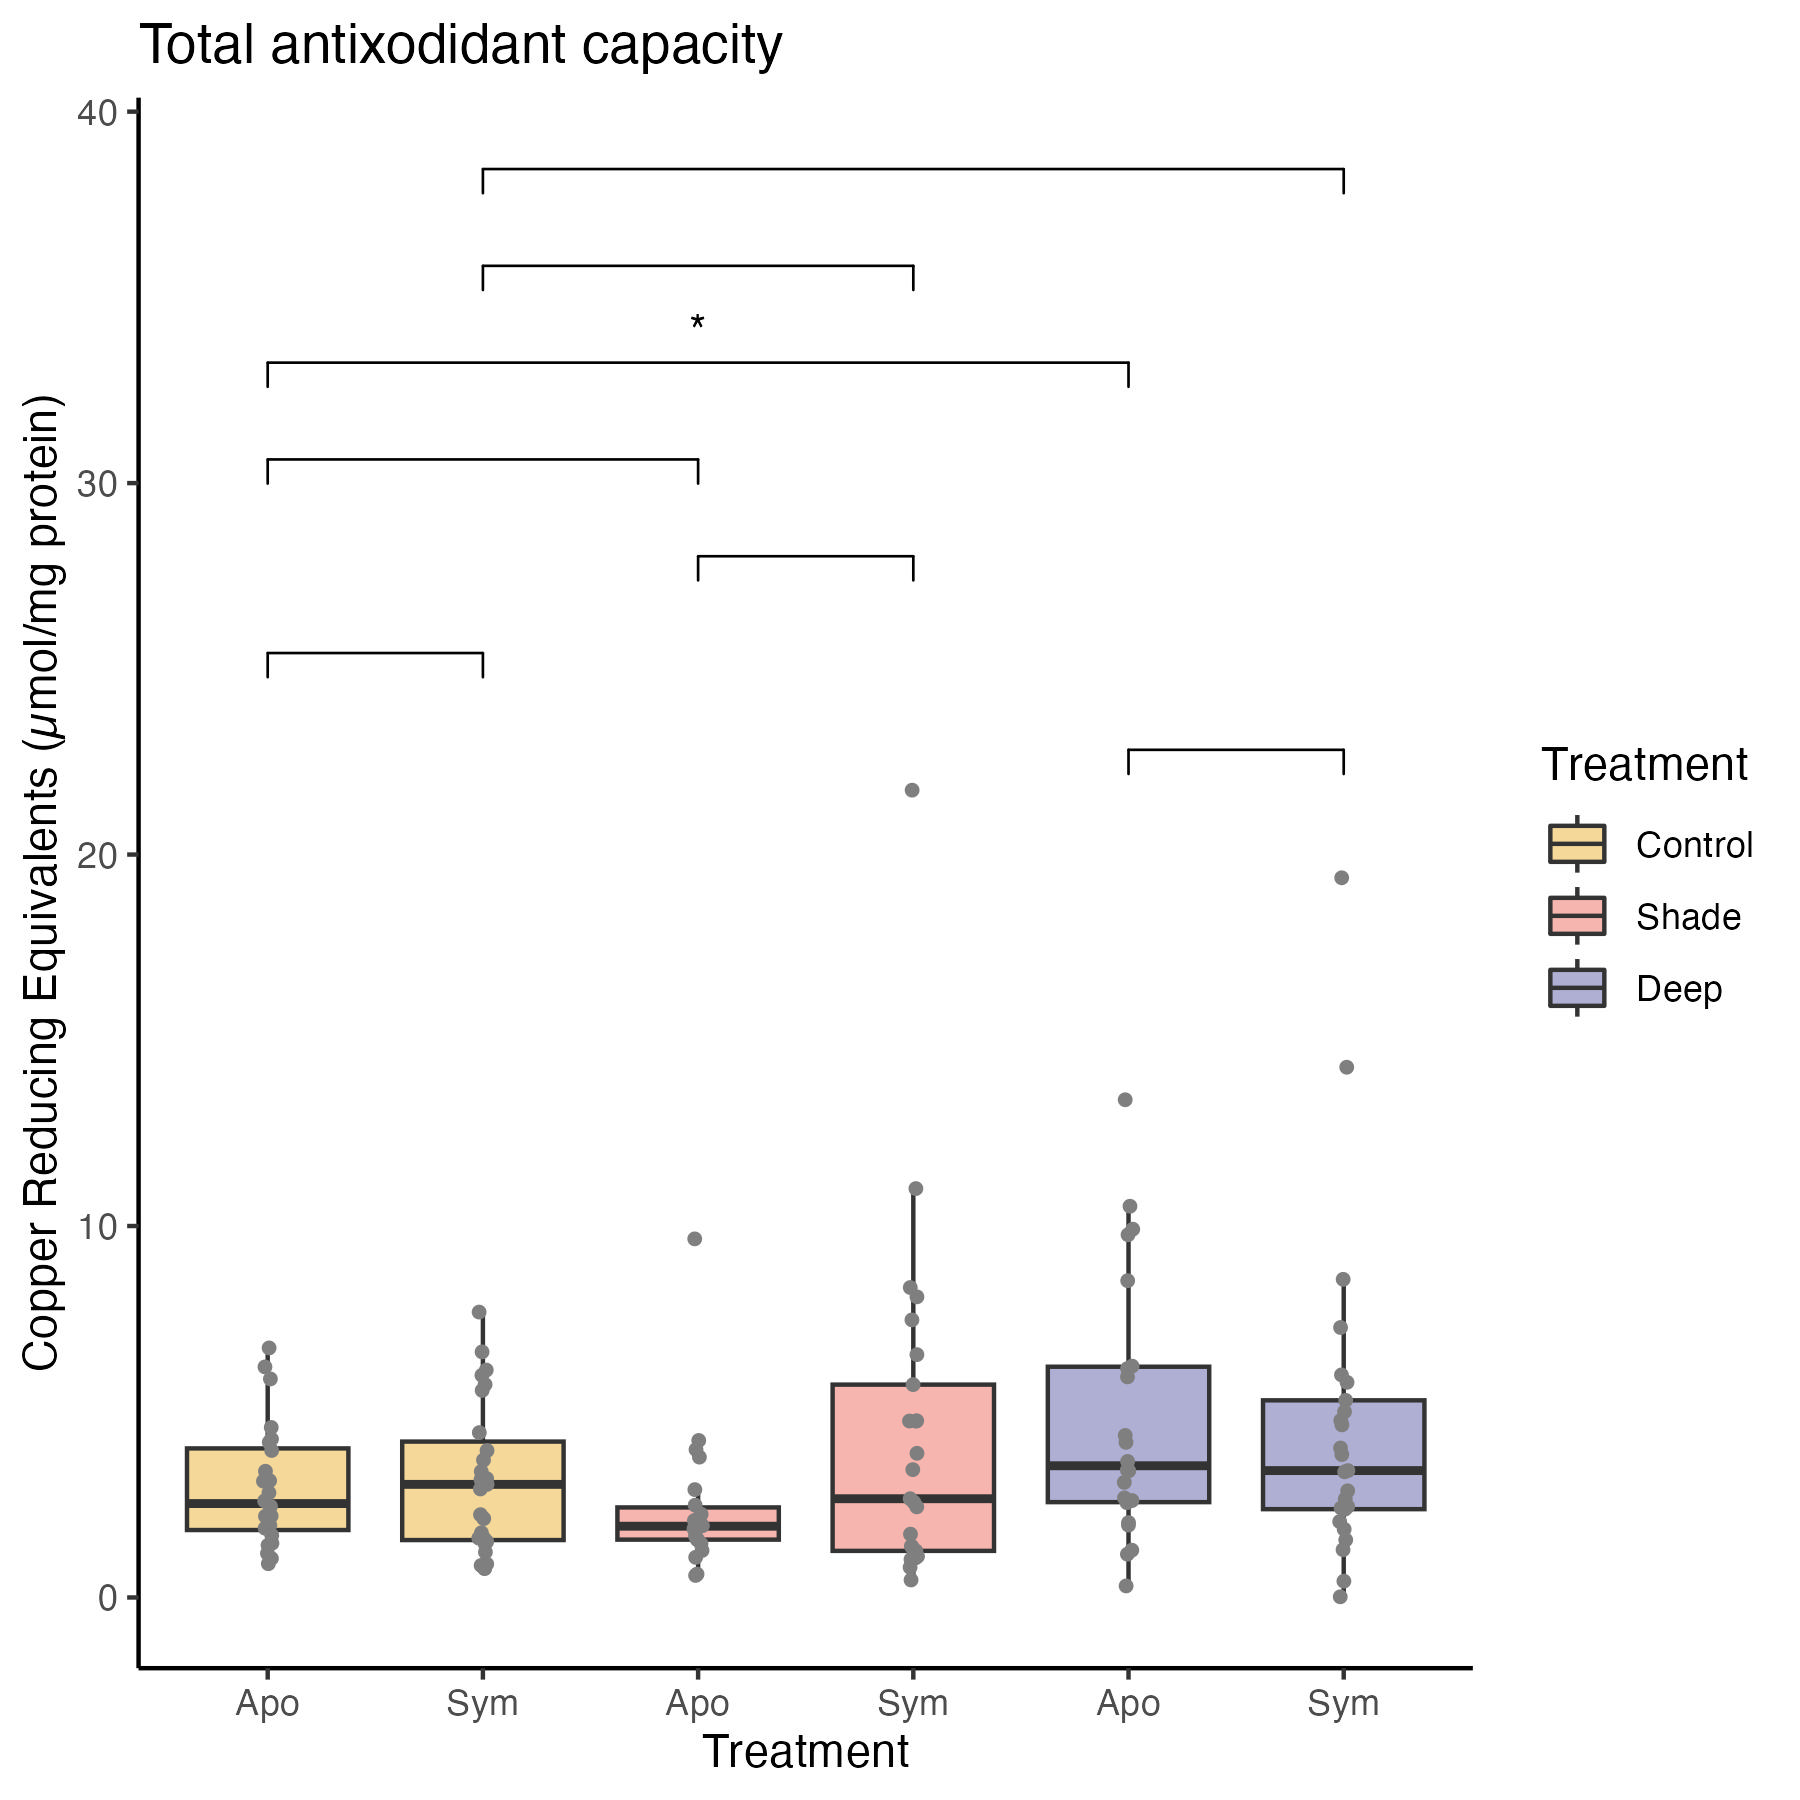 Total antixodidant capacity
40
30
20
10
0
Copper Reducing Equivalents (µmol/mg protein)
*
Apo Sym Apo Sym Apo Sym
Treatment
Treatment
Control
Shade
Deep